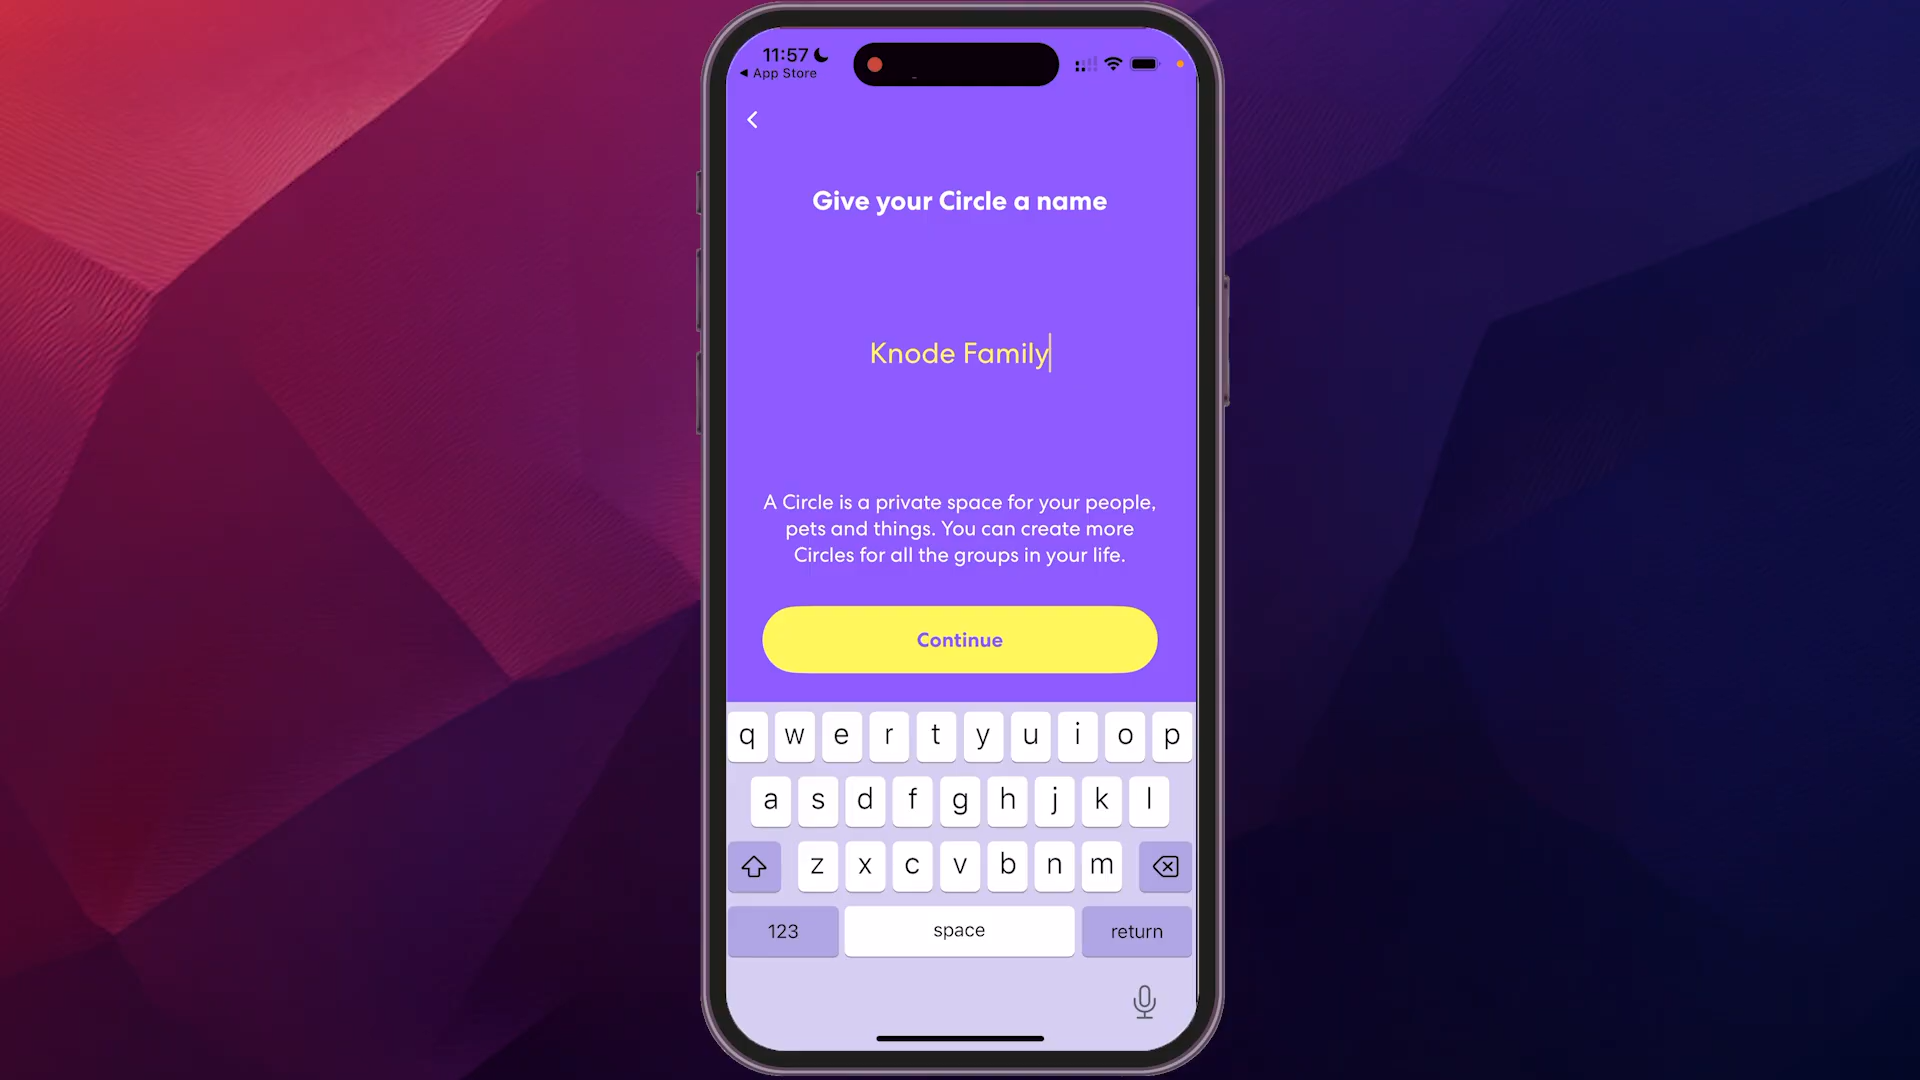 11:57
App Store
Give your Circle a name
Knode Family
A Circle is a private space for your people,
pets and things. You can create more
Circles for all the groups in your life.
Continue
q w e r t y u i o p
a s d f g h j k l
z x c v b n m
123 space return